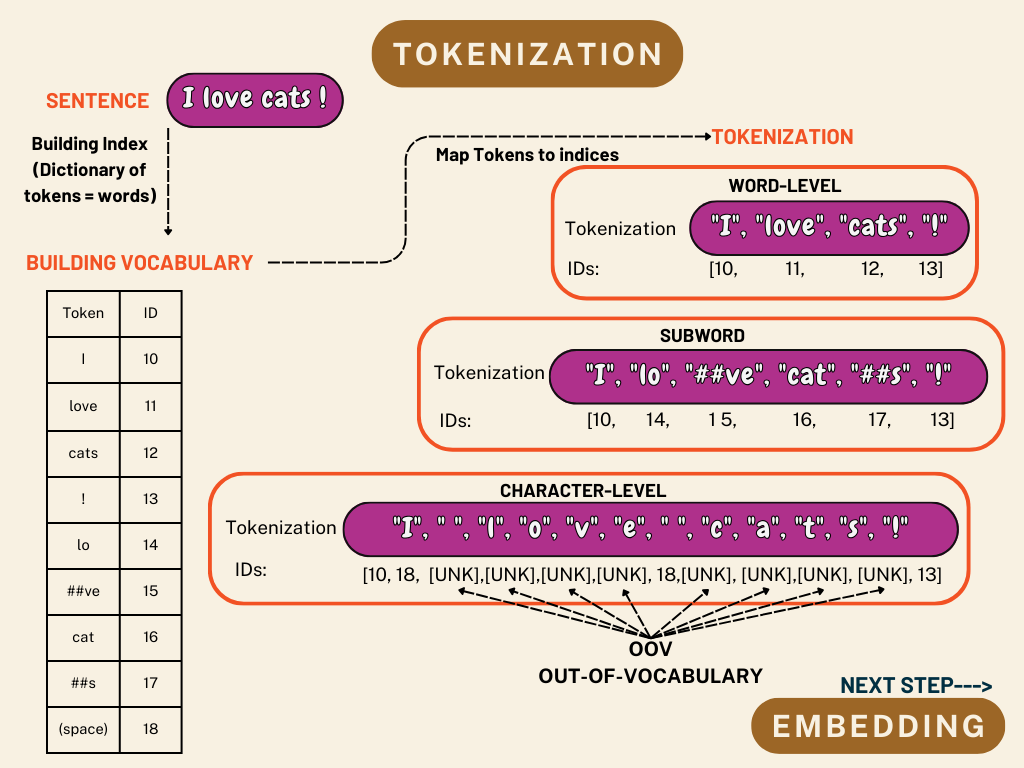 TOKENIZATION
SENTENCE
I love cats !
Building Index
(Dictionary of
tokens = words)
BUILDING VOCABULARY
Token ID
I 10
love 11
cats 12
! 13
lo 14
##ve 15
cat 16
##s 17
(space) 18
Map Tokens to indices
TOKENIZATION
WORD-LEVEL
Tokenization "I", "love", "cats", "!"
IDs: [10, 11, 12, 13]
SUBWORD
Tokenization "I", "lo", "##ve", "cat", "##s", "!"
IDs: [10, 14, 1 5, 16, 17, 13]
CHARACTER-LEVEL
Tokenization "I", " ", "l", "o", "v", "e", " ", "c", "a", "t", "s", "!"
IDs: [10, 18, [UNK],[UNK],[UNK],[UNK], 18,[UNK], [UNK],[UNK], [UNK], 13]
OOV
OUT-OF-VOCABULARY
NEXT STEP--->
EMBEDDING